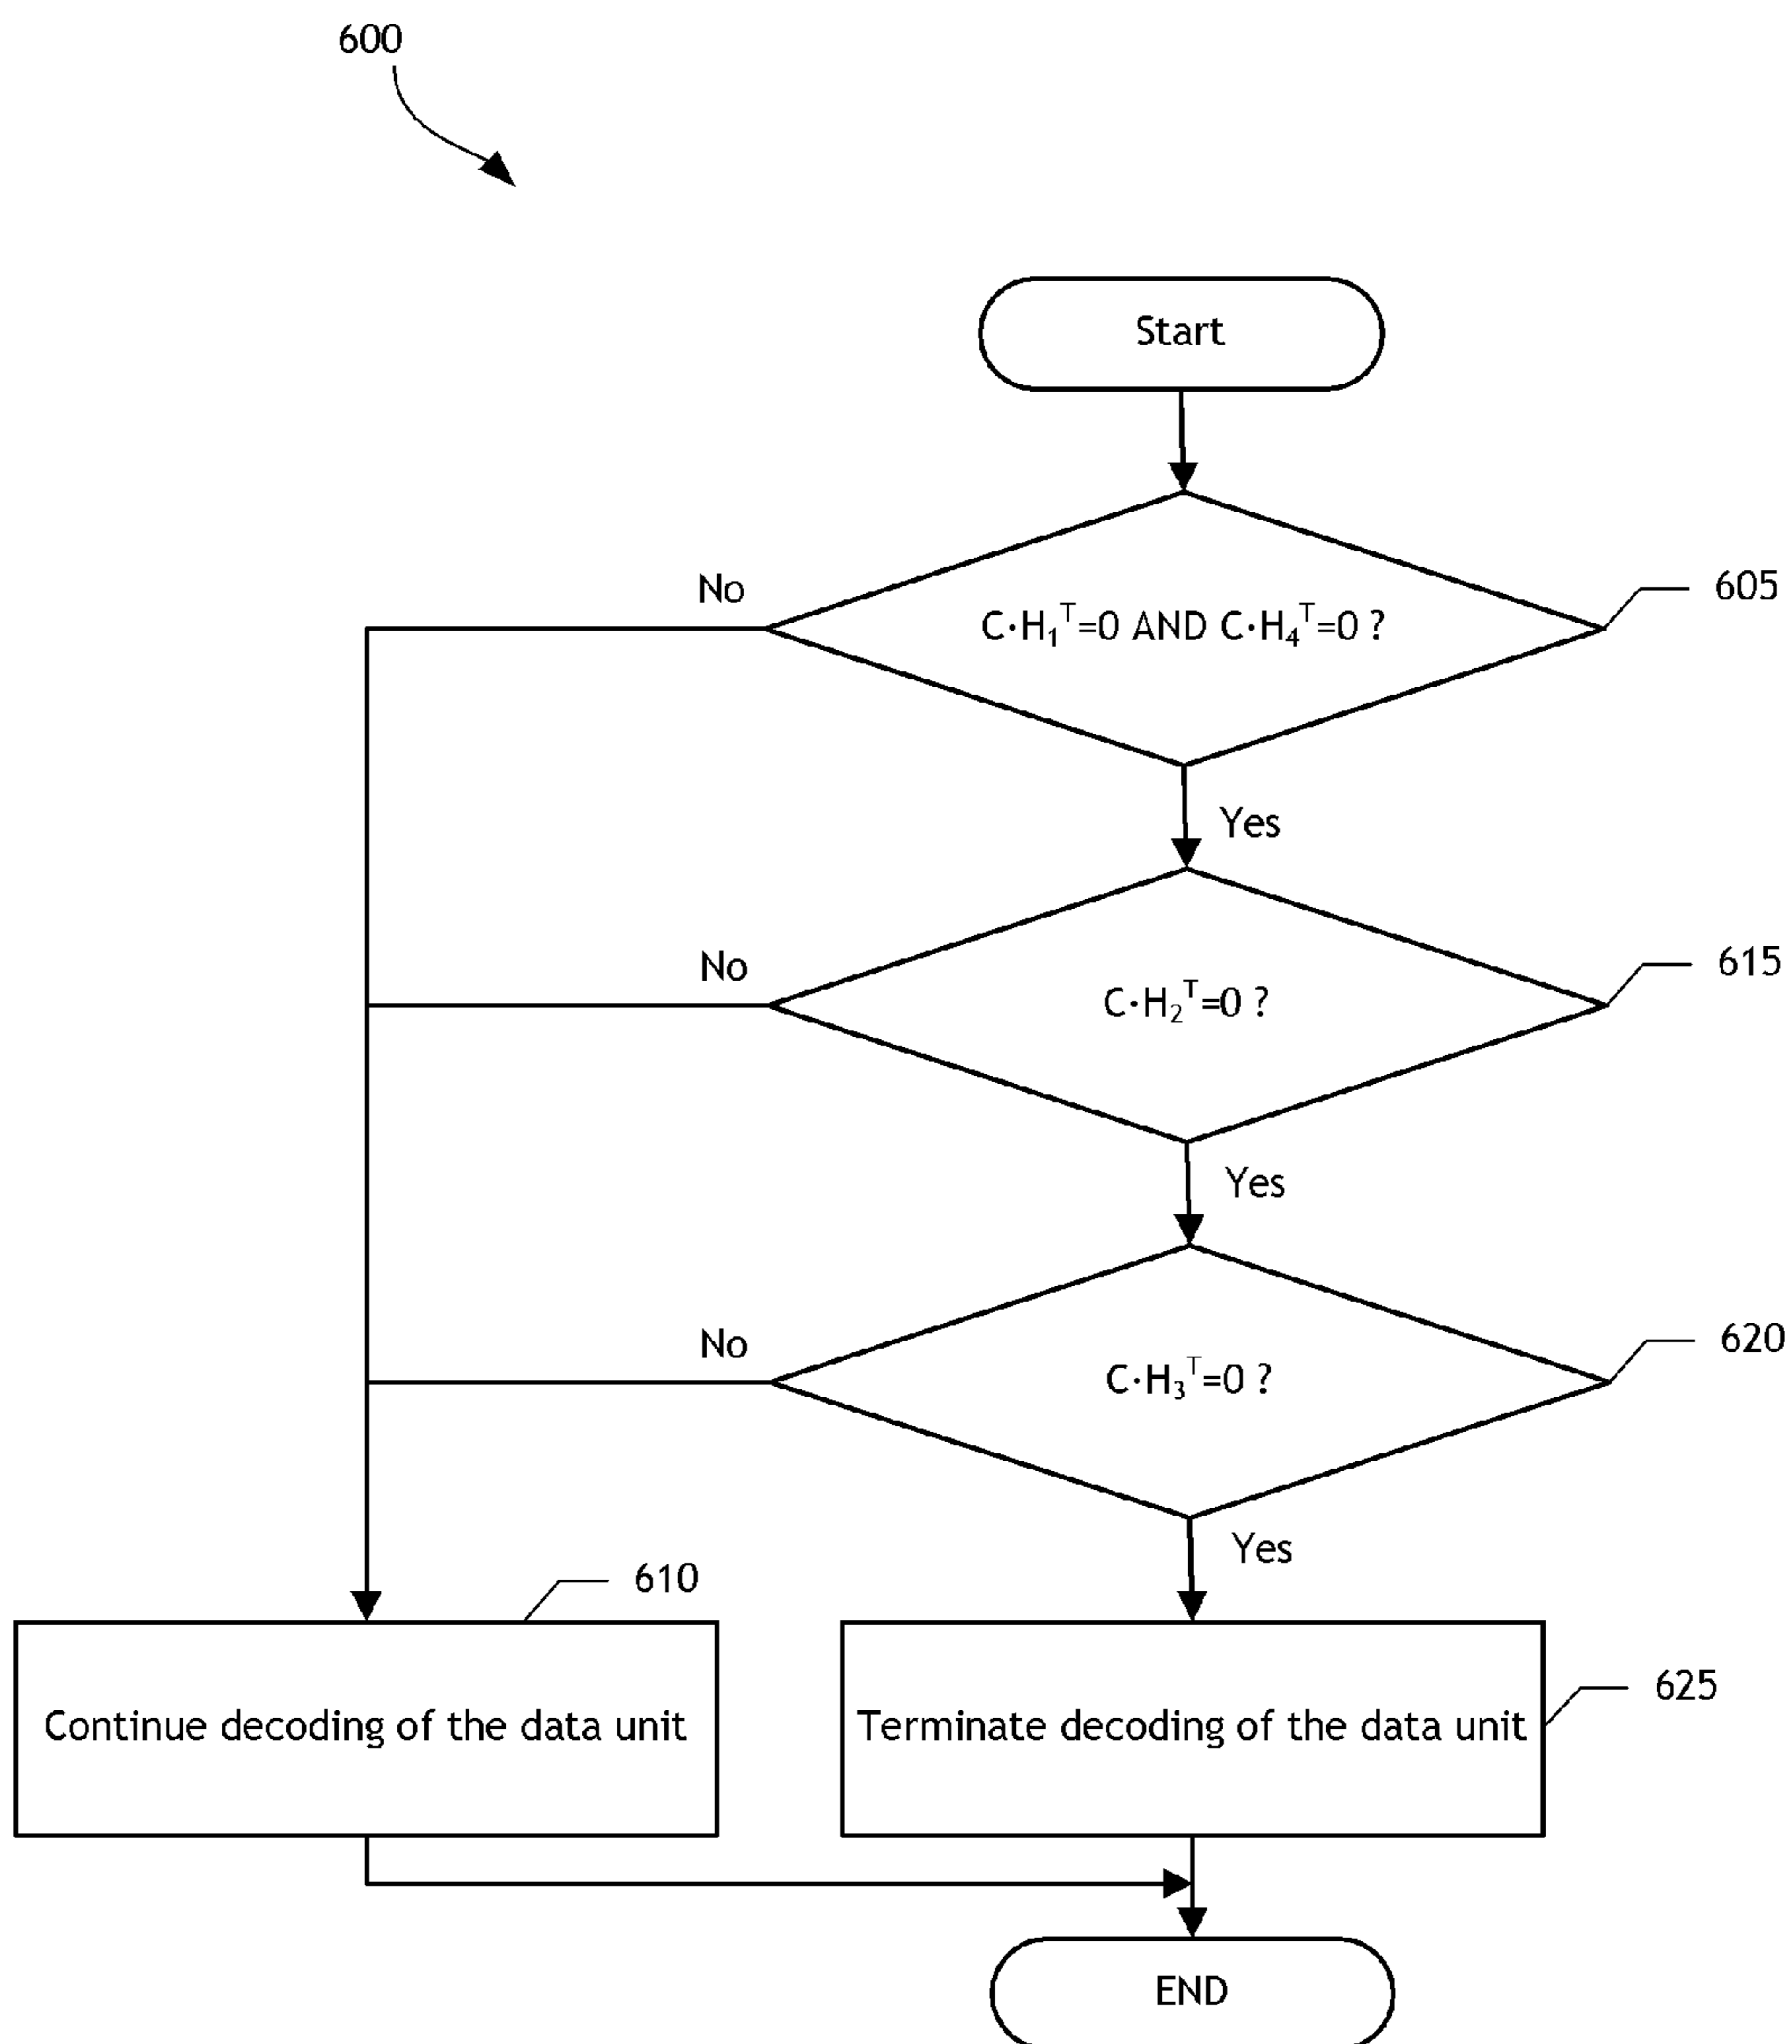 600
Start
No
C·H₁ᵀ=0 AND C·H₄ᵀ=0 ?
605
Yes
No
C·H₂ᵀ=0 ?
615
Yes
No
C·H₃ᵀ=0 ?
620
Yes
610
Continue decoding of the data unit
Terminate decoding of the data unit
625
END